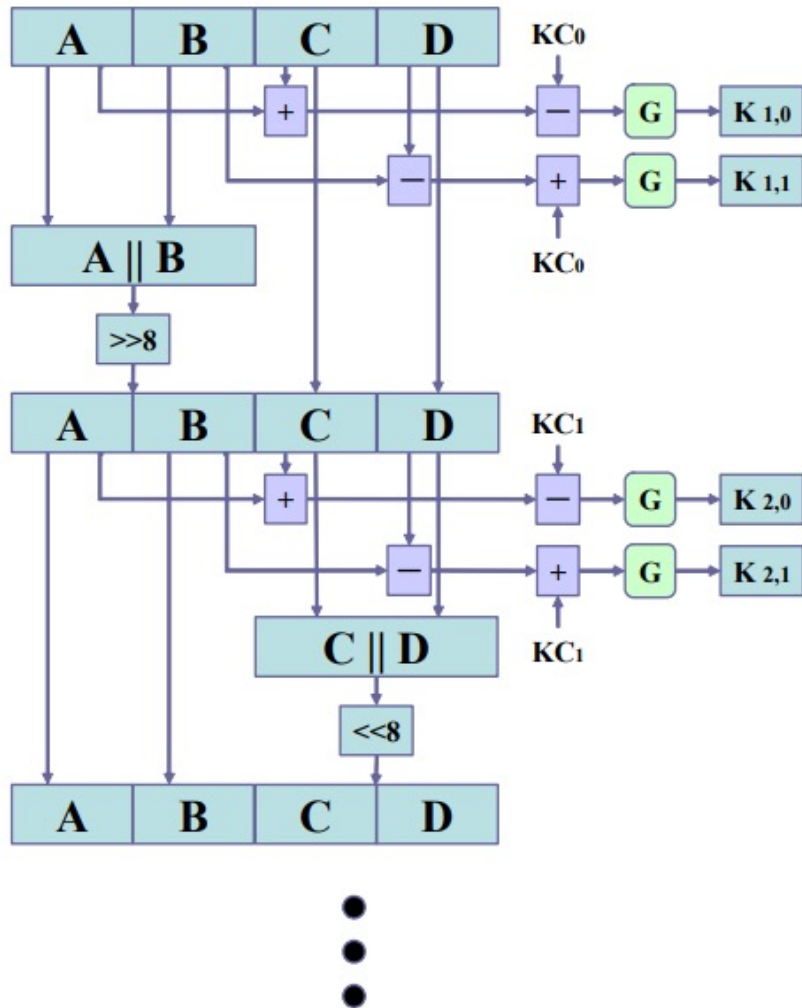 A B C D
KC₀
+ − G K 1,0
− + G K 1,1
KC₀
A || B
>>8
A B C D
KC₁
+ − G K 2,0
− + G K 2,1
KC₁
C || D
<<8
A B C D